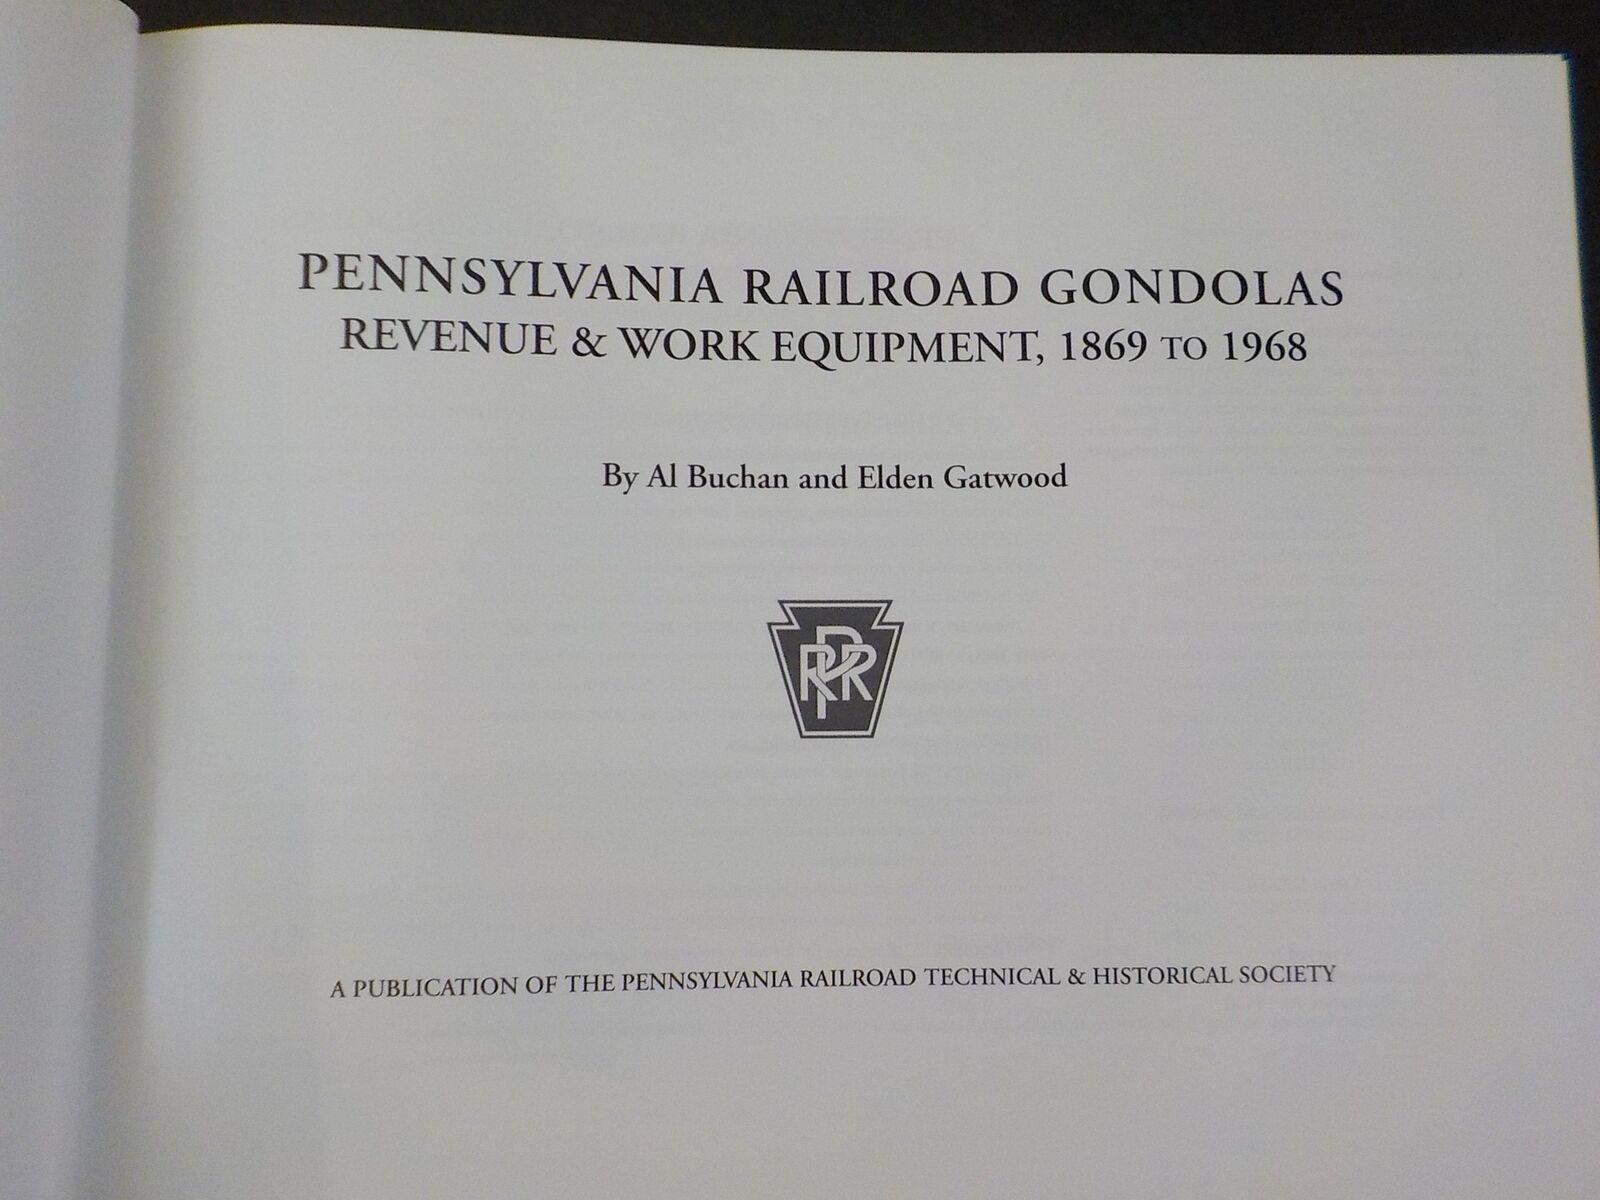 PENNSYLVANIA RAILROAD GONDOLAS
REVENUE & WORK EQUIPMENT, 1869 TO 1968
By Al Buchan and Elden Gatwood
PRR
A PUBLICATION OF THE PENNSYLVANIA RAILROAD TECHNICAL & HISTORICAL SOCIETY